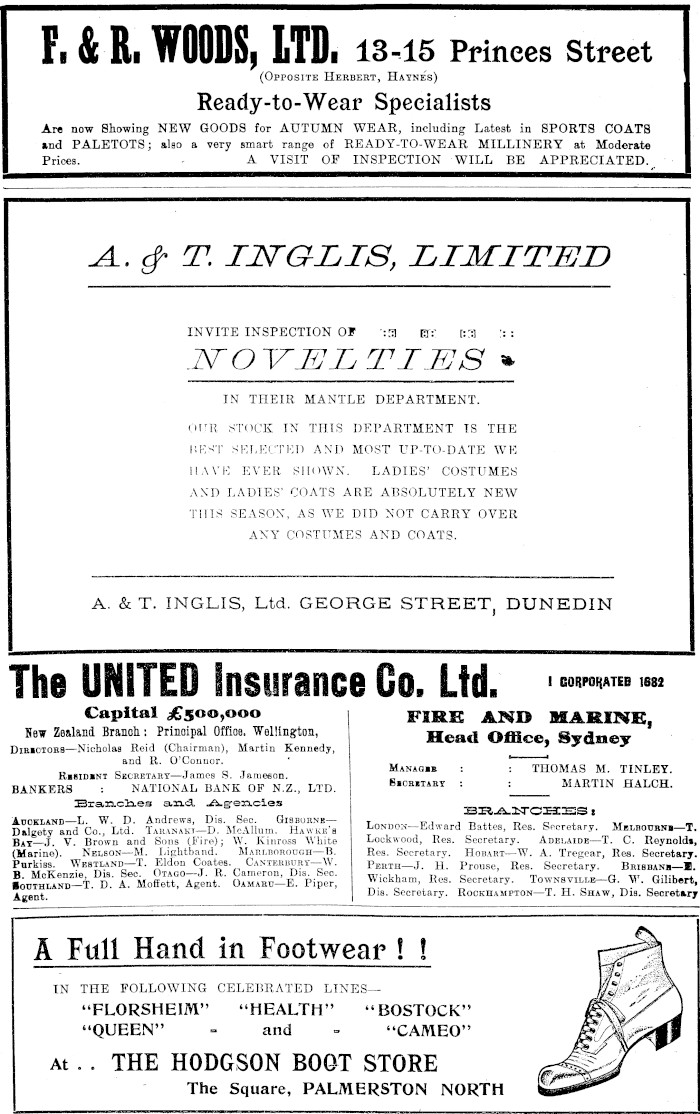 F. & R. WOODS, LTD. 13-15 Princes Street
(OPPOSITE HERBERT, HAYNES)
Ready-to-Wear Specialists
Are now Showing NEW GOODS for AUTUMN WEAR, including Latest in SPORTS COATS
and PALETOTS; also a very smart range of READY-TO-WEAR MILLINERY at Moderate
Prices. A VISIT OF INSPECTION WILL BE APPRECIATED.
A. & T. INGLIS, LIMITED
INVITE INSPECTION OF
NOVELTIES
IN THEIR MANTLE DEPARTMENT.
OUR STOCK IN THIS DEPARTMENT IS THE
BEST SELECTED AND MOST UP-TO-DATE WE
HAVE EVER SHOWN. LADIES' COSTUMES
AND LADIES' COATS ARE ABSOLUTELY NEW
THIS SEASON, AS WE DID NOT CARRY OVER
ANY COSTUMES AND COATS.
A. & T. INGLIS, Ltd. GEORGE STREET, DUNEDIN
The UNITED Insurance Co. Ltd. I CORPORATED 1682
Capital £500,000
New Zealand Branch: Principal Office, Wellington,
DIRECTORS—Nicholas Reid (Chairman), Martin Kennedy,
and R. O'Connor.
RESIDENT SECRETARY—James S. Jameson.
BANKERS : NATIONAL BANK OF N.Z., LTD.
Branches and Agencies
AUCKLAND—L. W. D. Andrews, Dis. Sec. GISBORNE—
Dalgety and Co., Ltd. TARANAKI—D. McAllum. HAWKE'S
BAY—J. V. Brown and Sons (Fire); W. Kinross White
(Marine). NELSON—M. Lightband. MARLBOROUGH—B.
Purkiss. WESTLAND—T. Eldon Coates. CANTERBURY—W.
B. McKenzie, Dis. Sec. OTAGO—J. R. Cameron, Dis. Sec.
SOUTHLAND—T. D. A. Moffett, Agent. OAMARU—E. Piper,
Agent.
FIRE AND MARINE,
Head Office, Sydney
MANAGER : : THOMAS M. TINLEY.
SECRETARY : : MARTIN HALCH.
BRANCHES:
LONDON—Edward Battes, Res. Secretary. MELBOURNE—T.
Lockwood, Res. Secretary. ADELAIDE—T. C. Reynolds,
Res. Secretary. HOBART—W. A. Tregear, Res. Secretary.
PERTH—J. H. Prouse, Res. Secretary. BRISBANE—E.
Wickham, Res. Secretary. TOWNSVILLE—G. W. Gilibert,
Dis. Secretary. ROCKHAMPTON—T. H. SHAW, Dis. Secretary
A Full Hand in Footwear ! !
IN THE FOLLOWING CELEBRATED LINES—
"FLORSHEIM" "HEALTH" "BOSTOCK"
"QUEEN" - and - "CAMEO"
At . . THE HODGSON BOOT STORE
The Square, PALMERSTON NORTH